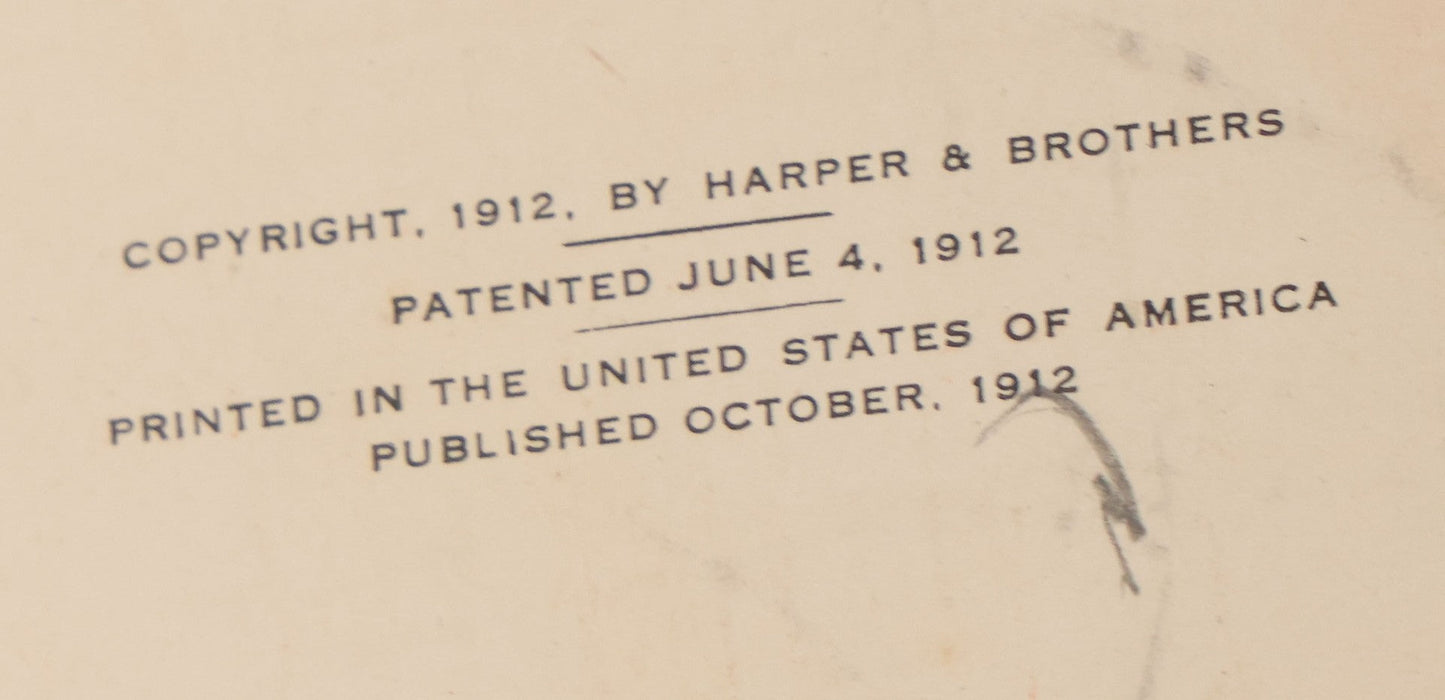 COPYRIGHT, 1912, BY HARPER & BROTHERS
PATENTED JUNE 4, 1912
PRINTED IN THE UNITED STATES OF AMERICA
PUBLISHED OCTOBER, 1912